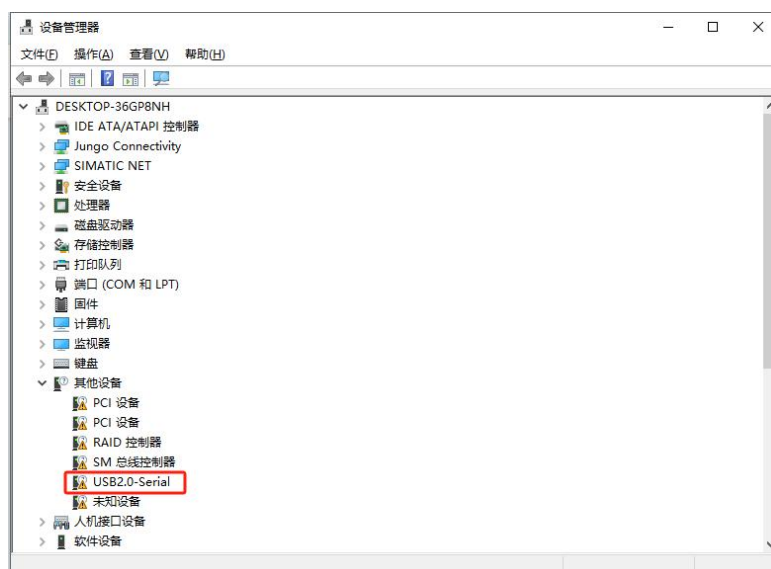 设备管理器
文件(F) 操作(A) 查看(V) 帮助(H)
DESKTOP-36GP8NH
IDE ATA/ATAPI 控制器
Jungo Connectivity
SIMATIC NET
安全设备
处理器
磁盘驱动器
存储控制器
打印队列
端口 (COM 和 LPT)
固件
计算机
监视器
键盘
其他设备
PCI 设备
PCI 设备
RAID 控制器
SM 总线控制器
USB2.0-Serial
未知设备
人机接口设备
软件设备